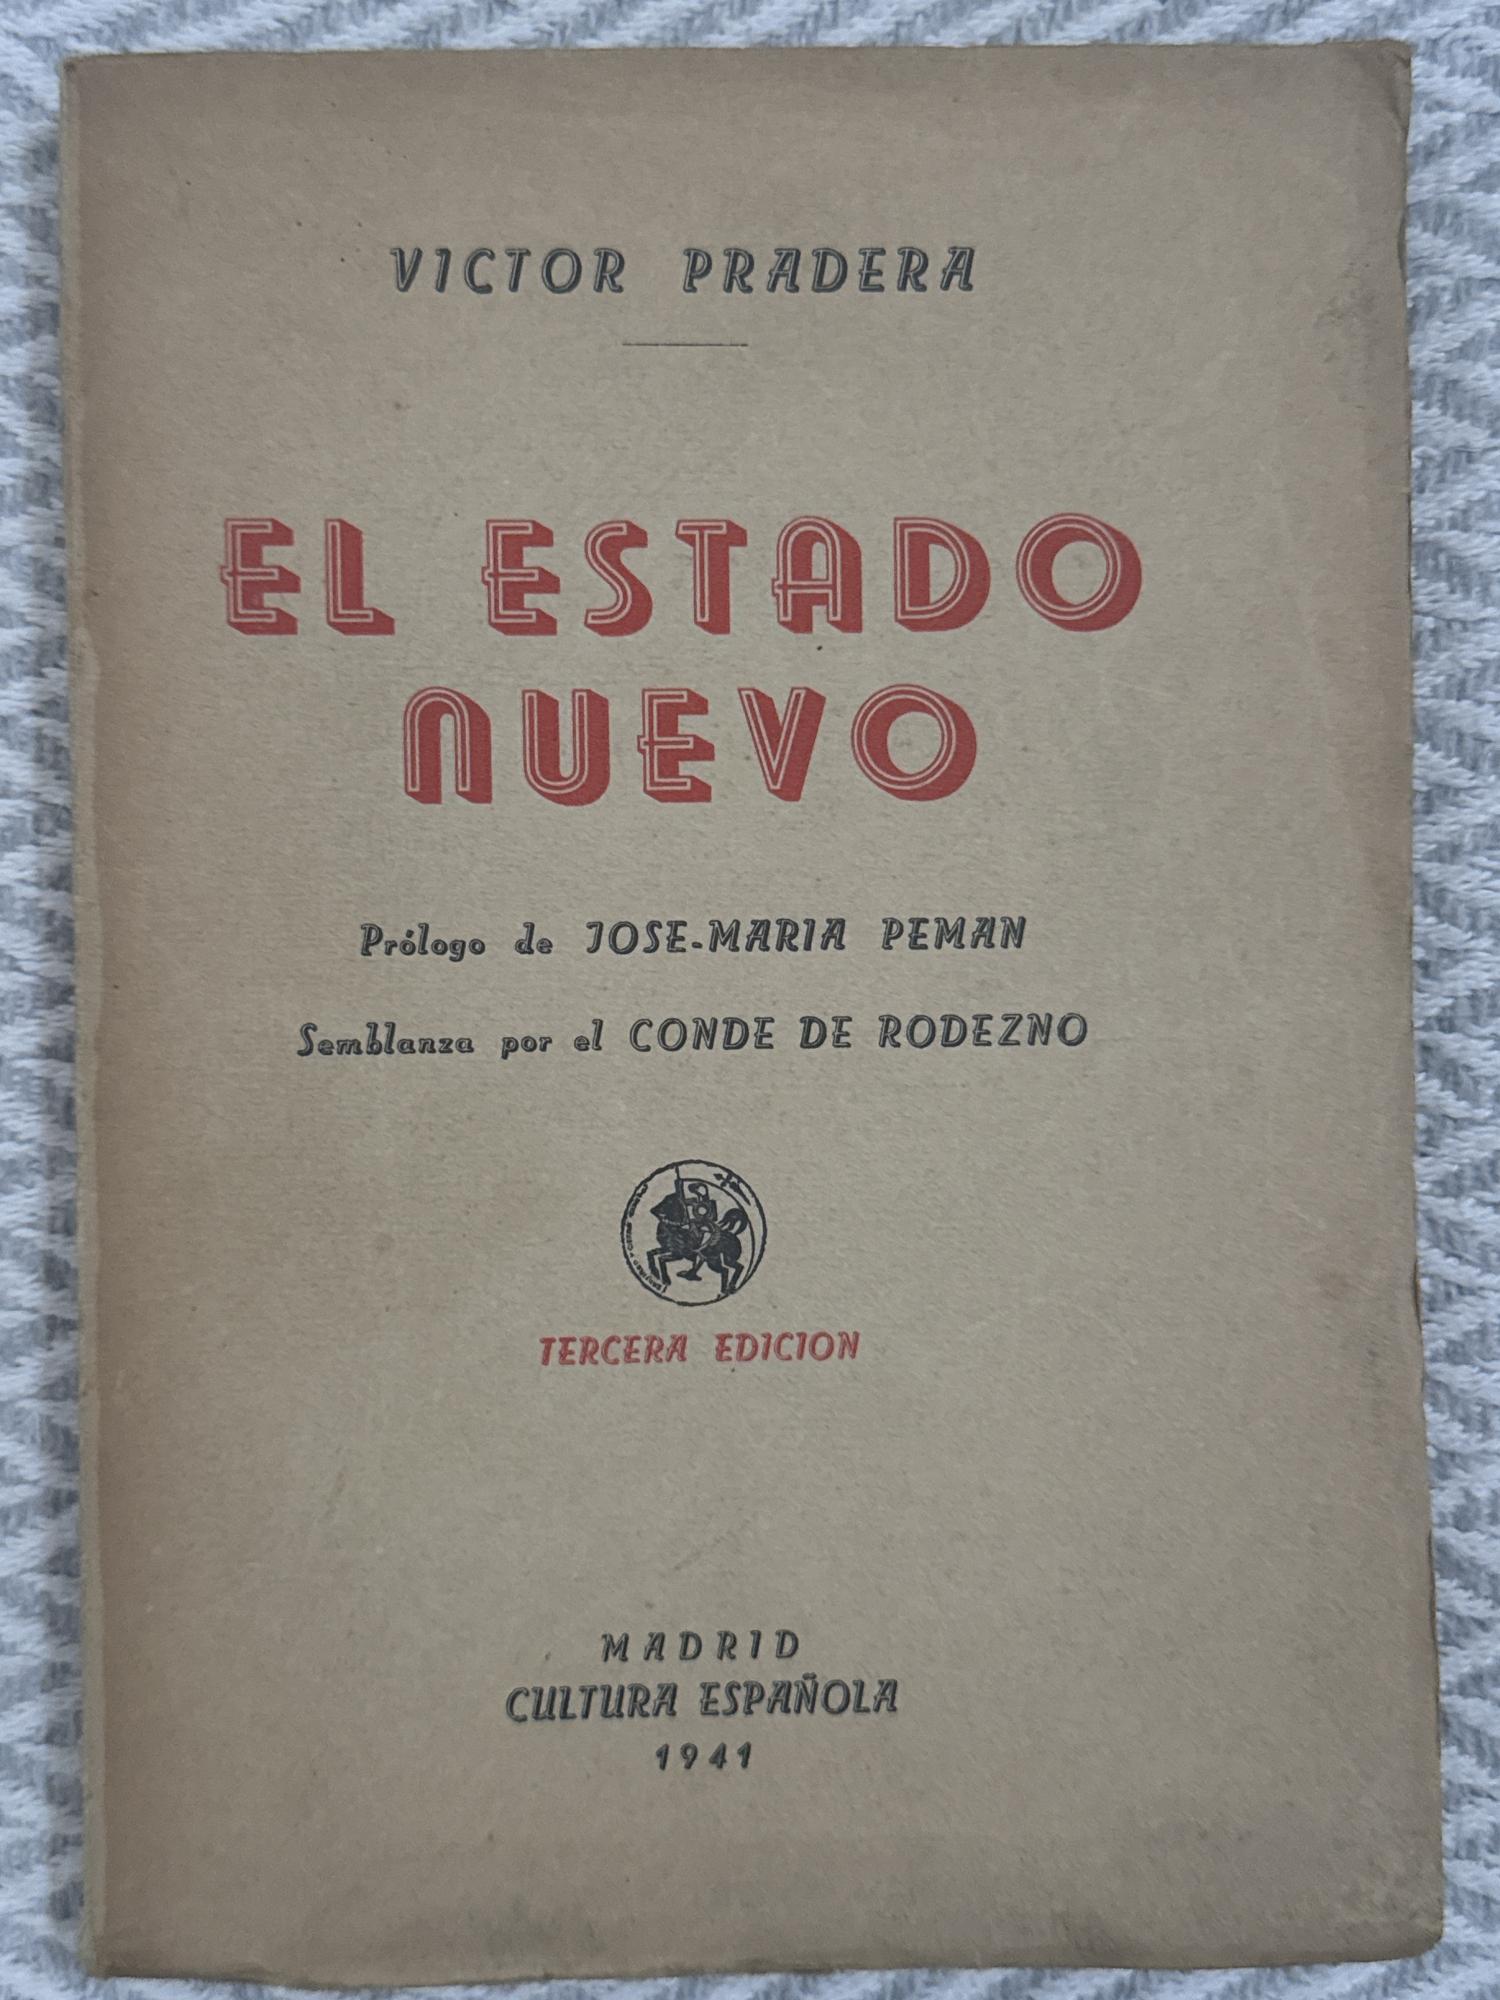 VICTOR PRADERA
EL ESTADO
NUEVO
Prólogo de JOSE-MARIA PEMAN
Semblanza por el CONDE DE RODEZNO
TERCERA EDICION
MADRID
CULTURA ESPAÑOLA
1941